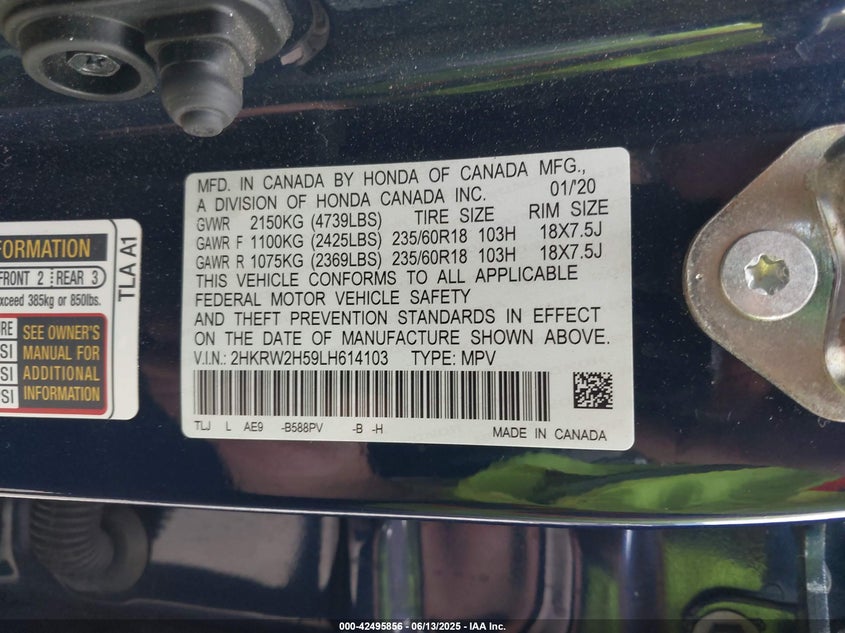 MFD. IN CANADA BY HONDA OF CANADA MFG.,
A DIVISION OF HONDA CANADA INC. 01/'20
GVWR 2150KG (4739LBS) TIRE SIZE RIM SIZE
GAWR F 1100KG (2425LBS) 235/60R18 103H 18X7.5J
GAWR R 1075KG (2369LBS) 235/60R18 103H 18X7.5J
THIS VEHICLE CONFORMS TO ALL APPLICABLE
FEDERAL MOTOR VEHICLE SAFETY
AND THEFT PREVENTION STANDARDS IN EFFECT
ON THE DATE OF MANUFACTURE SHOWN ABOVE.
V.I.N.: 2HKRW2H59LH614103 TYPE: MPV
TLJ L AE9 -B588PV -B -H
MADE IN CANADA
FRONT 2 REAR 3
exceed 385kg or 850lbs.
TLA A1
SEE OWNER'S
MANUAL FOR
ADDITIONAL
INFORMATION
000-42495856 - 06/13/2025 - IAA Inc.